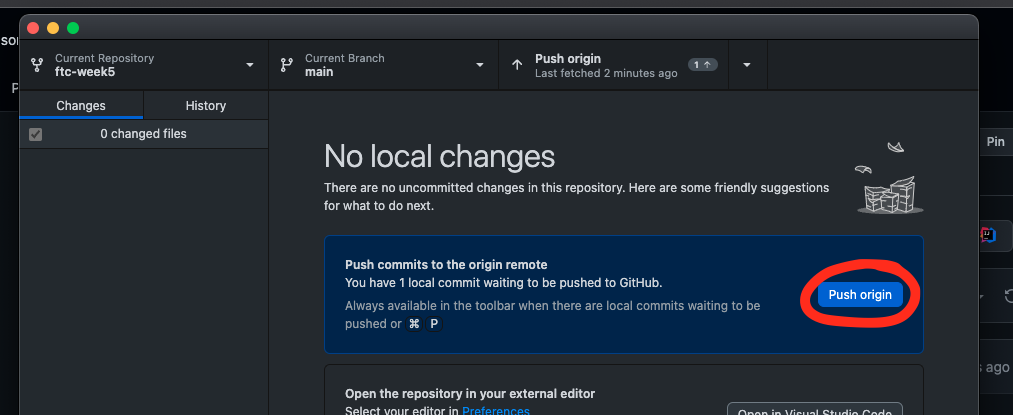 Current Repository
ftc-week5
Current Branch
main
Push origin
Last fetched 2 minutes ago
1
Changes
History
0 changed files
No local changes
There are no uncommitted changes in this repository. Here are some friendly suggestions
for what to do next.
Pin
Push commits to the origin remote
You have 1 local commit waiting to be pushed to GitHub.
Always available in the toolbar when there are local commits waiting to be
pushed or ⌘ P
Push origin
ago
Open the repository in your external editor
Select your editor in Preferences
Open in Visual Studio Code